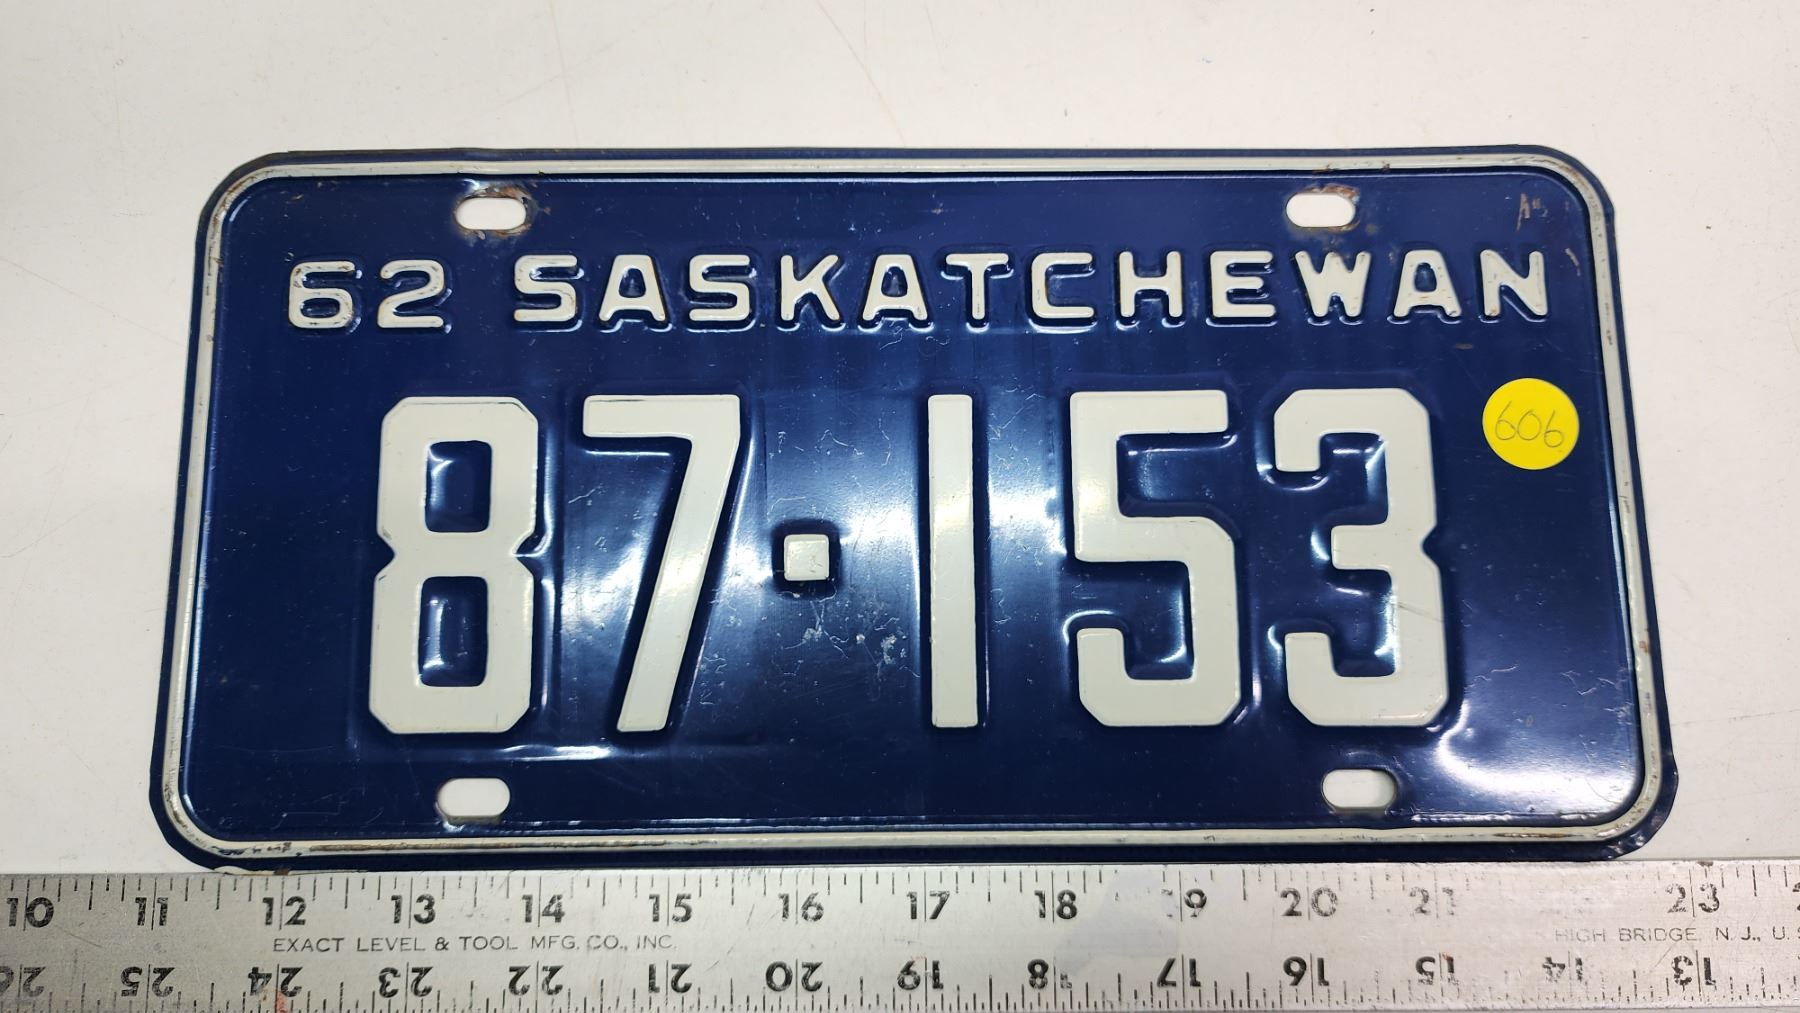 62 SASKATCHEWAN
87·153
606
10 11 12 13 14 15 16 17 18 19 20 21 23
EXACT LEVEL & TOOL MFG. CO., INC. HIGH BRIDGE, N. J., U.S
26 25 24 23 22 21 20 19 18 17 16 15 14 13